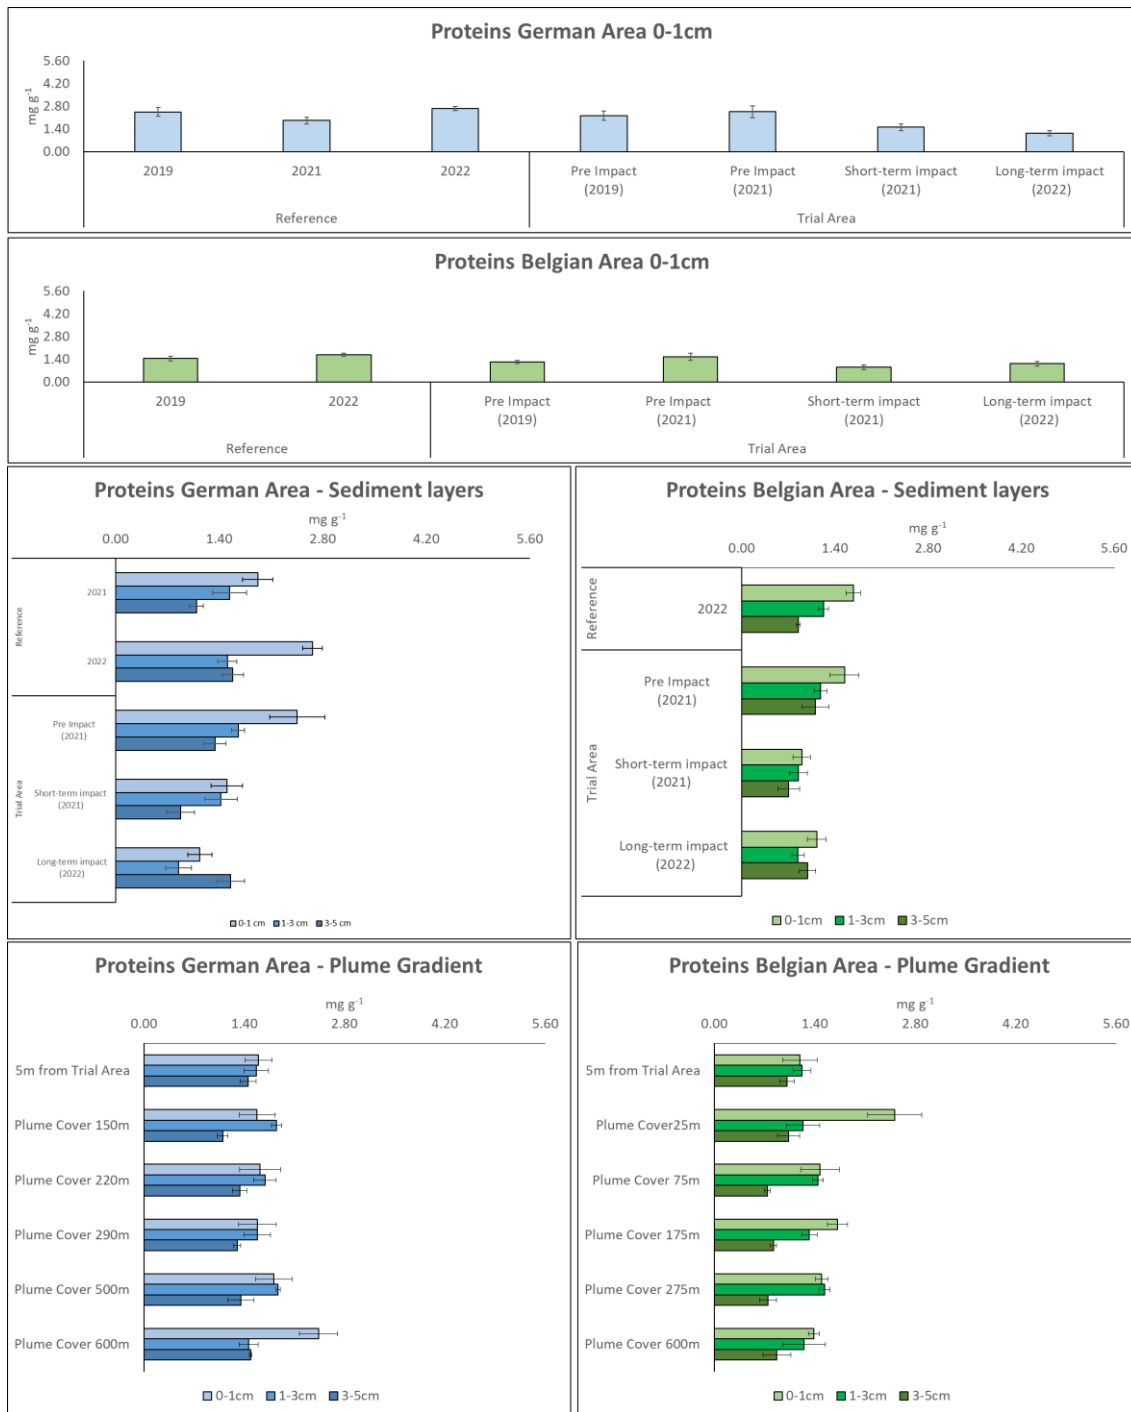 Proteins German Area 0-1cm
mg g-1
5.60
4.20
2.80
1.40
0.00
2019 2021 2022 Pre Impact Pre Impact Short-term impact Long-term impact
(2019) (2021) (2021) (2022)
Reference Trial Area
Proteins Belgian Area 0-1cm
mg g-1
5.60
4.20
2.80
1.40
0.00
2019 2022 Pre Impact Pre Impact Short-term impact Long-term impact
(2019) (2021) (2021) (2022)
Reference Trial Area
Proteins German Area - Sediment layers
mg g-1
0.00 1.40 2.80 4.20 5.60
Reference
2021
2022
Trial Area
Pre Impact
(2021)
Short-term impact
(2021)
Long-term impact
(2022)
0-1 cm 1-3 cm 3-5 cm
Proteins Belgian Area - Sediment layers
mg g-1
0.00 1.40 2.80 4.20 5.60
Reference
2022
Trial Area
Pre Impact
(2021)
Short-term impact
(2021)
Long-term impact
(2022)
0-1cm 1-3cm 3-5cm
Proteins German Area - Plume Gradient
mg g-1
0.00 1.40 2.80 4.20 5.60
5m from Trial Area
Plume Cover 150m
Plume Cover 220m
Plume Cover 290m
Plume Cover 500m
Plume Cover 600m
0-1cm 1-3cm 3-5cm
Proteins Belgian Area - Plume Gradient
mg g-1
0.00 1.40 2.80 4.20 5.60
5m from Trial Area
Plume Cover25m
Plume Cover 75m
Plume Cover 175m
Plume Cover 275m
Plume Cover 600m
0-1cm 1-3cm 3-5cm